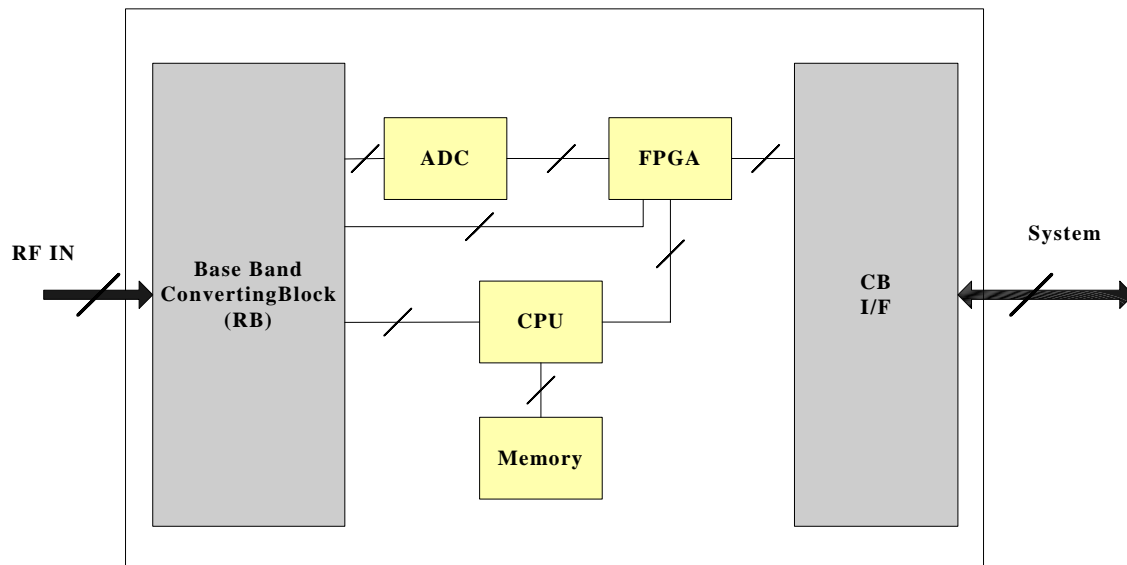 ADC
FPGA
RF IN
System
Base Band
ConvertingBlock
(RB)
CB
I/F
CPU
Memory